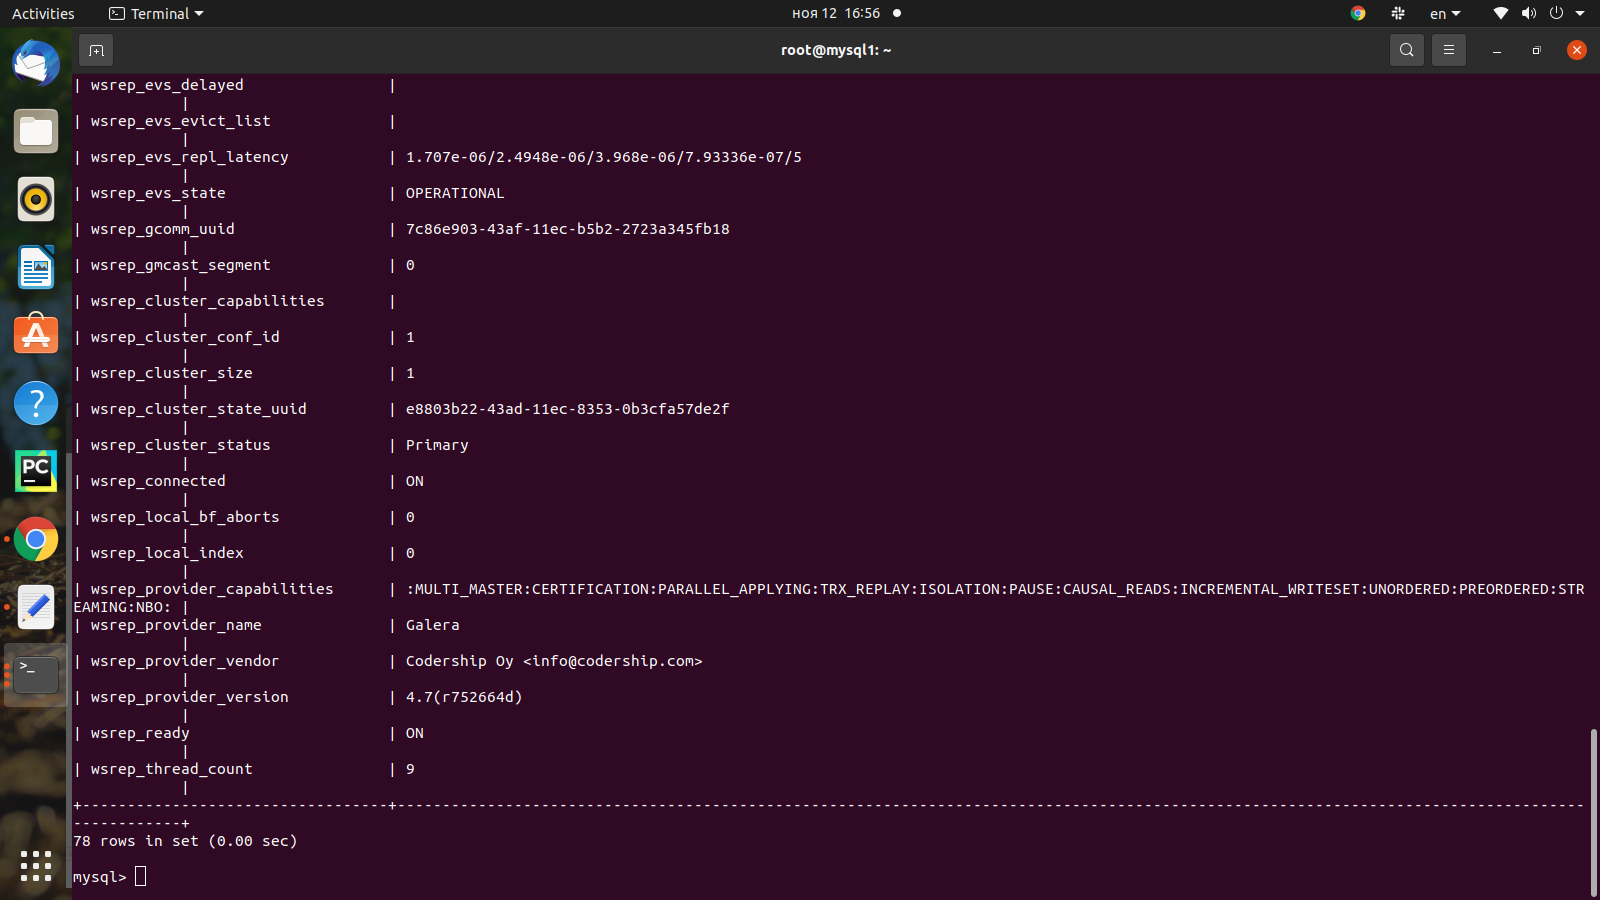 Activities
Terminal
ноя 12 16:56
en
root@mysql1: ~
| wsrep_evs_delayed                |
            |
| wsrep_evs_evict_list             |
            |
| wsrep_evs_repl_latency           | 1.707e-06/2.4948e-06/3.968e-06/7.93336e-07/5
            |
| wsrep_evs_state                  | OPERATIONAL
            |
| wsrep_gcomm_uuid                 | 7c86e903-43af-11ec-b5b2-2723a345fb18
            |
| wsrep_gmcast_segment             | 0
            |
| wsrep_cluster_capabilities       |
            |
| wsrep_cluster_conf_id            | 1
            |
| wsrep_cluster_size               | 1
            |
| wsrep_cluster_state_uuid         | e8803b22-43ad-11ec-8353-0b3cfa57de2f
            |
| wsrep_cluster_status             | Primary
            |
| wsrep_connected                  | ON
            |
| wsrep_local_bf_aborts            | 0
            |
| wsrep_local_index                | 0
            |
| wsrep_provider_capabilities      | :MULTI_MASTER:CERTIFICATION:PARALLEL_APPLYING:TRX_REPLAY:ISOLATION:PAUSE:CAUSAL_READS:INCREMENTAL_WRITESET:UNORDERED:PREORDERED:STR
EAMING:NBO: |
| wsrep_provider_name              | Galera
            |
| wsrep_provider_vendor            | Codership Oy <info@codership.com>
            |
| wsrep_provider_version           | 4.7(r752664d)
            |
| wsrep_ready                      | ON
            |
| wsrep_thread_count               | 9
            |
+----------------------------------+------------------------------------------------------------------------------------------------------------------------------------
------------+
78 rows in set (0.00 sec)
mysql>
PC